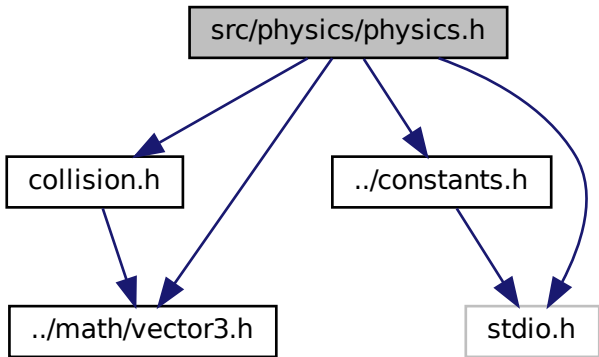 src/physics/physics.h
collision.h
../constants.h
../math/vector3.h
stdio.h